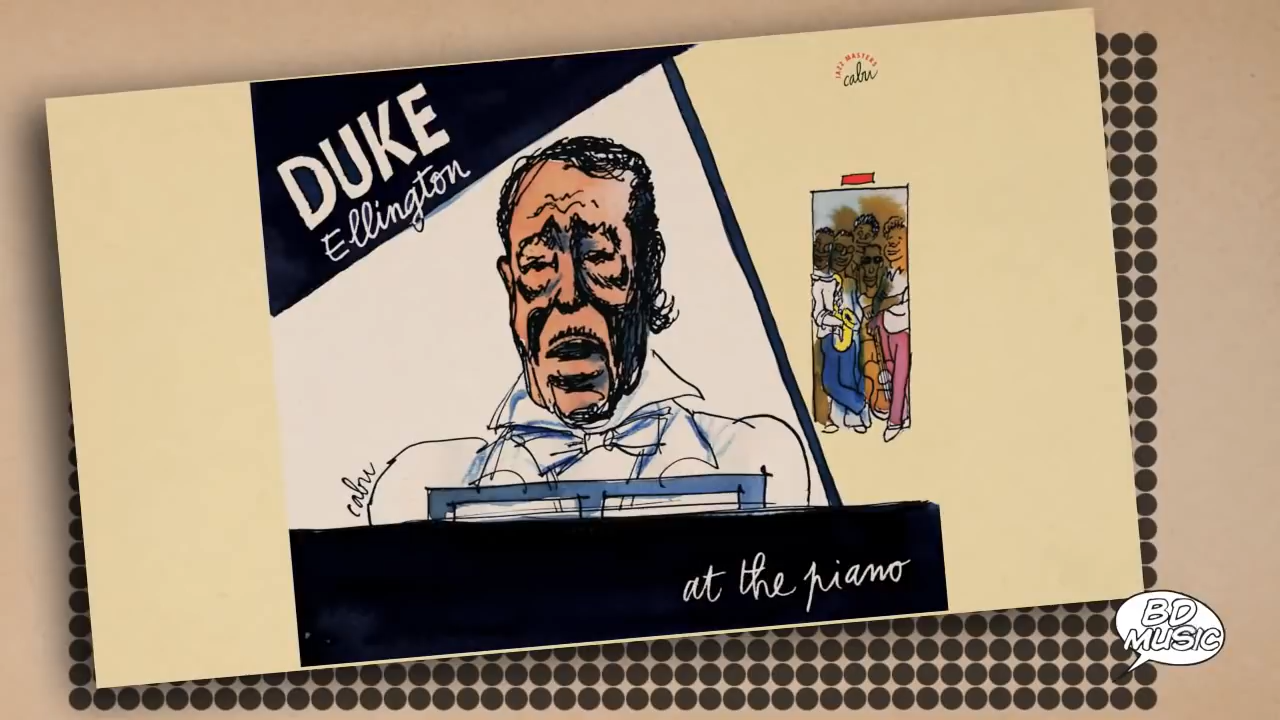 DUKE
Ellington
JAZZ MASTERS
cabu
cabu
at the piano
BD
MUSIC